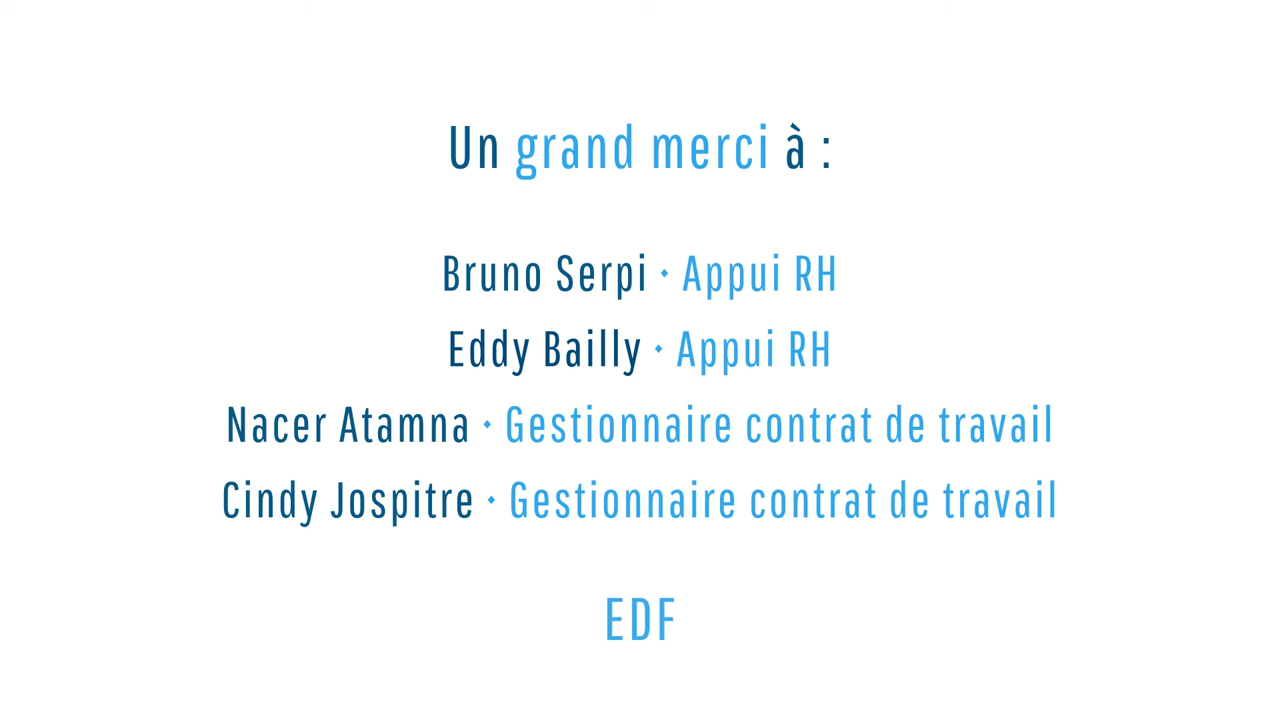 Un grand merci à :
Bruno Serpi · Appui RH
Eddy Bailly · Appui RH
Nacer Atamna · Gestionnaire contrat de travail
Cindy Jospitre · Gestionnaire contrat de travail
EDF